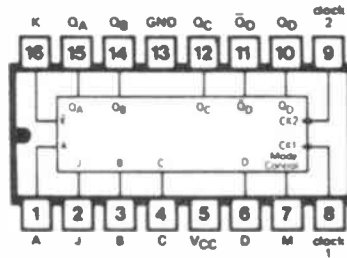 K QA QB GND QC Q̅D QD clock 2
16 15 14 13 12 11 10 9
QA QB QC Q̅D QD
K̅ CK2
A CK1
Mode Control
J B C D
1 2 3 4 5 6 7 8
A J B C VCC D M clock 1